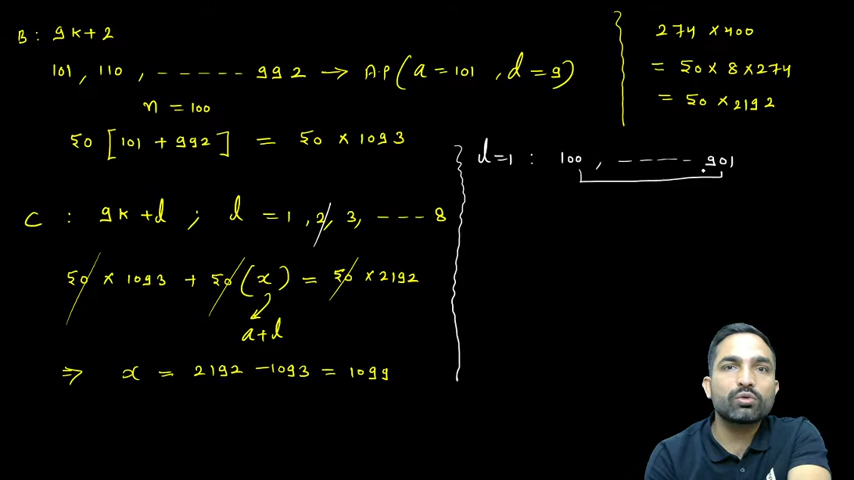 B : 9K+2
101 , 110 , ------ 992 → A.P ( a = 101 , d = 9 )
n = 100
50 [ 101 + 992 ] = 50 × 1093
C : 9K+d ; d = 1 , 2 , 3 , --- 8
50 × 1093 + 50 ( x ) = 50 × 2192
a+d
⇒ x = 2192 - 1093 = 1099
274 × 400
= 50 × 8 × 274
= 50 × 2192
d=1 : 100 , ------ 901